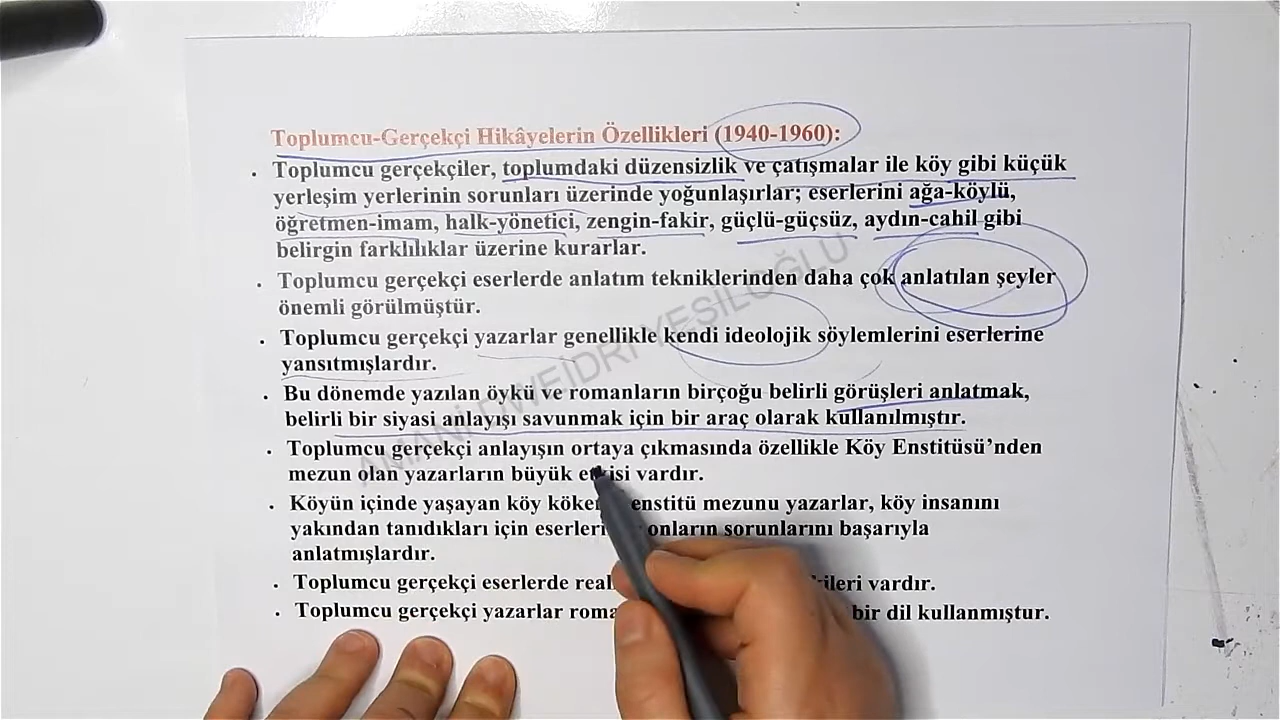 Toplumcu-Gerçekçi Hikâyelerin Özellikleri (1940-1960):
. Toplumcu gerçekçiler, toplumdaki düzensizlik ve çatışmalar ile köy gibi küçük
yerleşim yerlerinin sorunları üzerinde yoğunlaşırlar; eserlerini ağa-köylü,
öğretmen-imam, halk-yönetici, zengin-fakir, güçlü-güçsüz, aydın-cahil gibi
belirgin farklılıklar üzerine kurarlar.
. Toplumcu gerçekçi eserlerde anlatım tekniklerinden daha çok anlatılan şeyler
önemli görülmüştür.
. Toplumcu gerçekçi yazarlar genellikle kendi ideolojik söylemlerini eserlerine
yansıtmışlardır.
. Bu dönemde yazılan öykü ve romanların birçoğu belirli görüşleri anlatmak,
belirli bir siyasi anlayışı savunmak için bir araç olarak kullanılmıştır.
. Toplumcu gerçekçi anlayışın ortaya çıkmasında özellikle Köy Enstitüsü'nden
mezun olan yazarların büyük etkisi vardır.
. Köyün içinde yaşayan köy enstitü mezunu yazarlar, köy insanını
yakından tanıdıkları için onların sorunlarını başarıyla
anlatmışlardır.
. Toplumcu gerçekçi eserlerde vardır.
. Toplumcu gerçekçi yazarlar bir dil kullanmıştur.
YEŞİLOĞLU